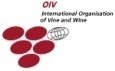 OIV
International Organisation
of Vine and Wine